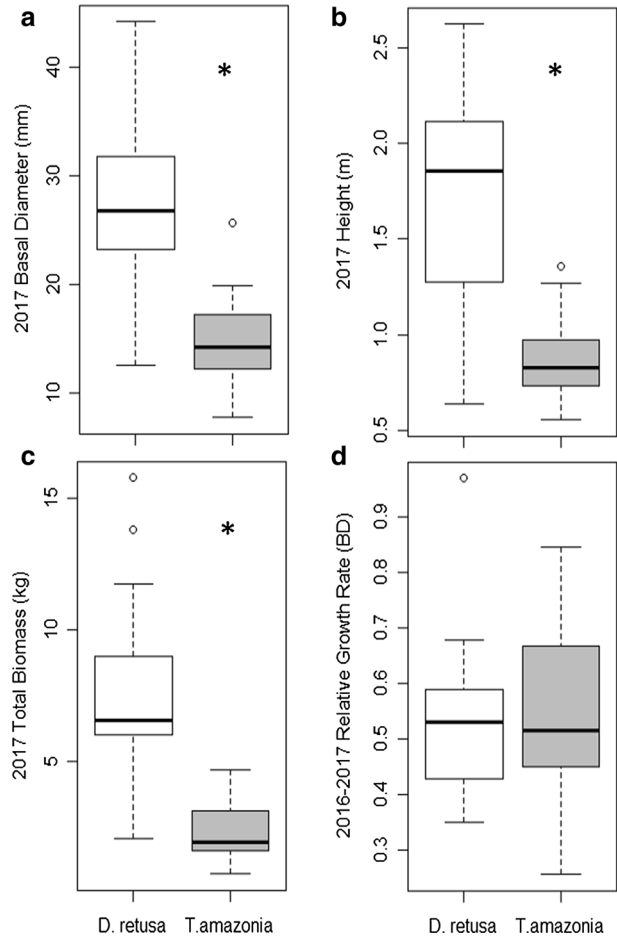 a
2017 Basal Diameter (mm)
40
30
20
10
*
b
2017 Height (m)
2.5
2.0
1.5
1.0
0.5
*
c
2017 Total Biomass (kg)
15
10
5
*
D. retusa
T.amazonia
d
2016-2017 Relative Growth Rate (BD)
0.9
0.8
0.7
0.6
0.5
0.4
0.3
D. retusa
T.amazonia